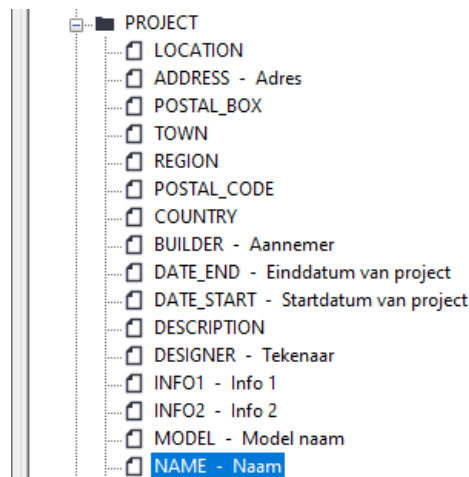 PROJECT
LOCATION
ADDRESS - Adres
POSTAL_BOX
TOWN
REGION
POSTAL_CODE
COUNTRY
BUILDER - Aannemer
DATE_END - Einddatum van project
DATE_START - Startdatum van project
DESCRIPTION
DESIGNER - Tekenaar
INFO1 - Info 1
INFO2 - Info 2
MODEL - Model naam
NAME - Naam